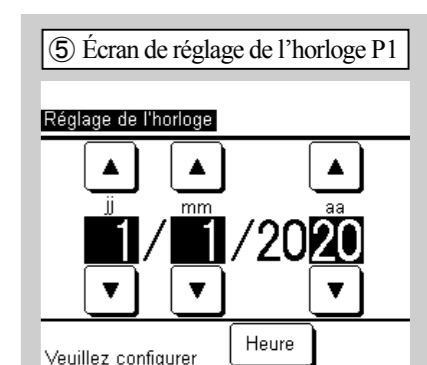 ⑤ Écran de réglage de l’horloge P1
Réglage de l'horloge
▲ ▲ ▲
jj mm aa
1/ 1/2020
▼ ▼ ▼
Heure
Veuillez configurer